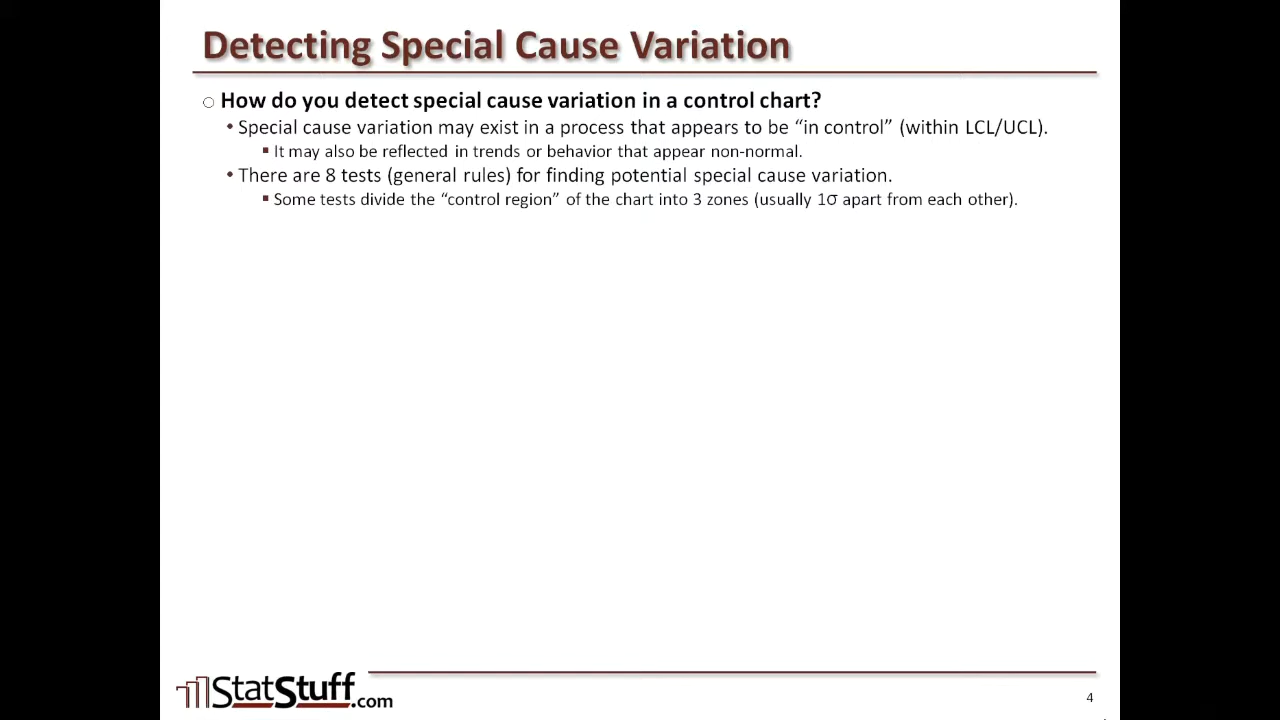 Detecting Special Cause Variation
How do you detect special cause variation in a control chart?
• Special cause variation may exist in a process that appears to be “in control” (within LCL/UCL).
▪ It may also be reflected in trends or behavior that appear non-normal.
• There are 8 tests (general rules) for finding potential special cause variation.
▪ Some tests divide the “control region” of the chart into 3 zones (usually 1σ apart from each other).
StatStuff.com
4